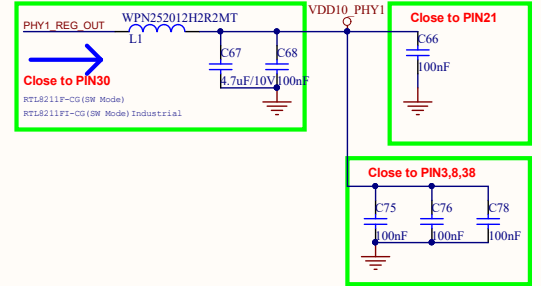 WPN252012H2R2MT
VDD10_PHY1
Close to PIN21
PHY1_REG_OUT
L1
C67
C68
C66
4.7uF/10V
100nF
100nF
Close to PIN30
RTL8211F-CG(SW Mode)
RTL8211FI-CG(SW Mode)Industrial
Close to PIN3,8,38
C75
C76
C78
100nF
100nF
100nF